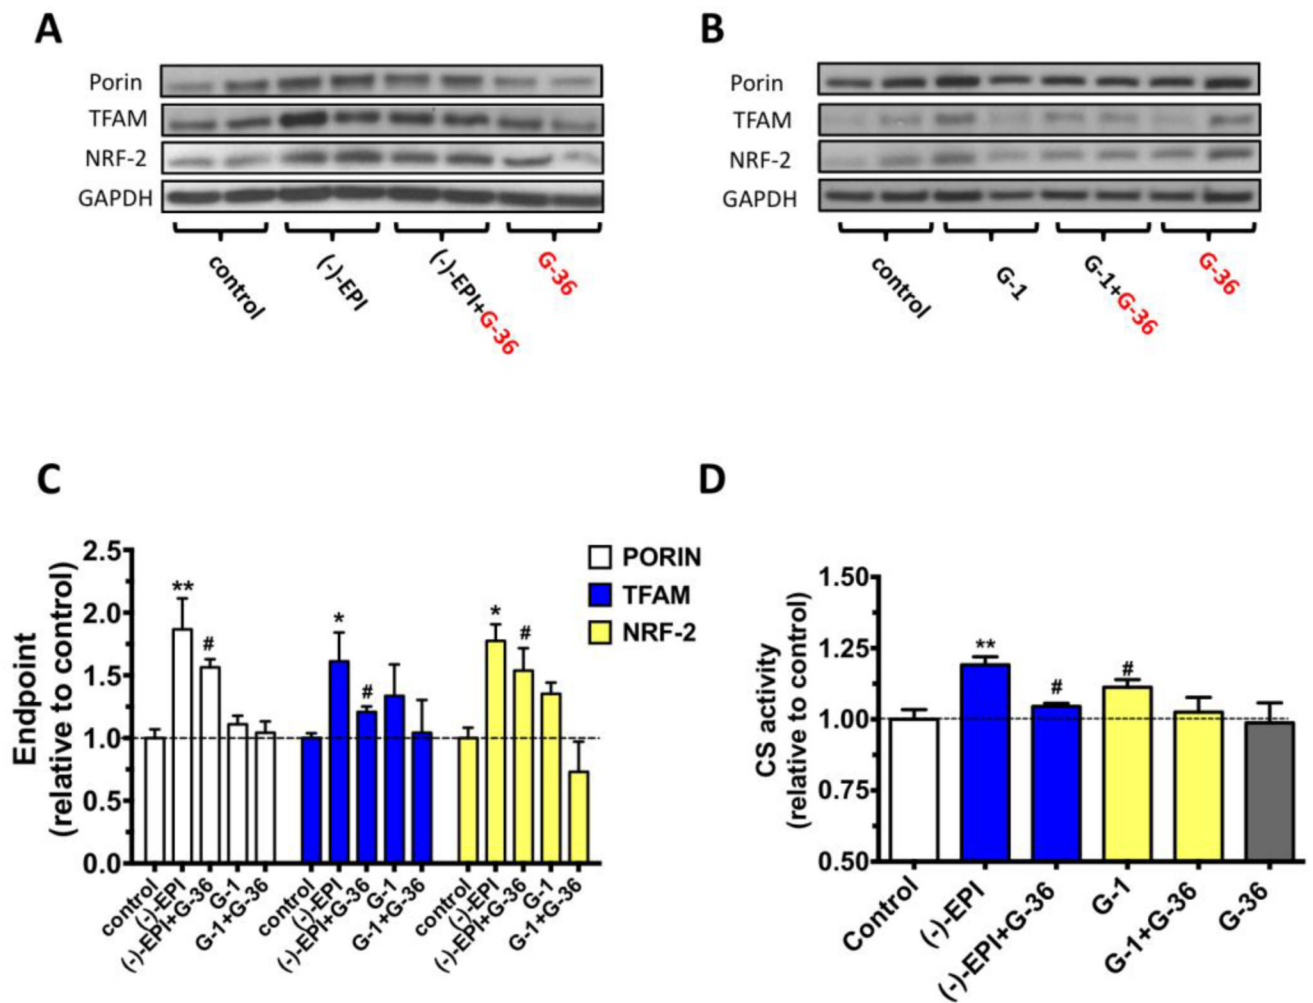 A
Porin
TFAM
NRF-2
GAPDH
control
(-)-EPI
(-)-EPI+G-36
G-36
B
Porin
TFAM
NRF-2
GAPDH
control
G-1
G-1+G-36
G-36
C
Endpoint
(relative to control)
2.5
2.0
1.5
1.0
0.5
0.0
**
#
*
#
*
#
PORIN
TFAM
NRF-2
control
(-)-EPI
(-)-EPI+G-36
G-1
G-1+G-36
control
(-)-EPI
(-)-EPI+G-36
G-1
G-1+G-36
control
(-)-EPI
(-)-EPI+G-36
G-1
G-1+G-36
D
CS activity
(relative to control)
1.50
1.25
1.00
0.75
0.50
**
#
#
Control
(-)-EPI
(-)-EPI+G-36
G-1
G-1+G-36
G-36